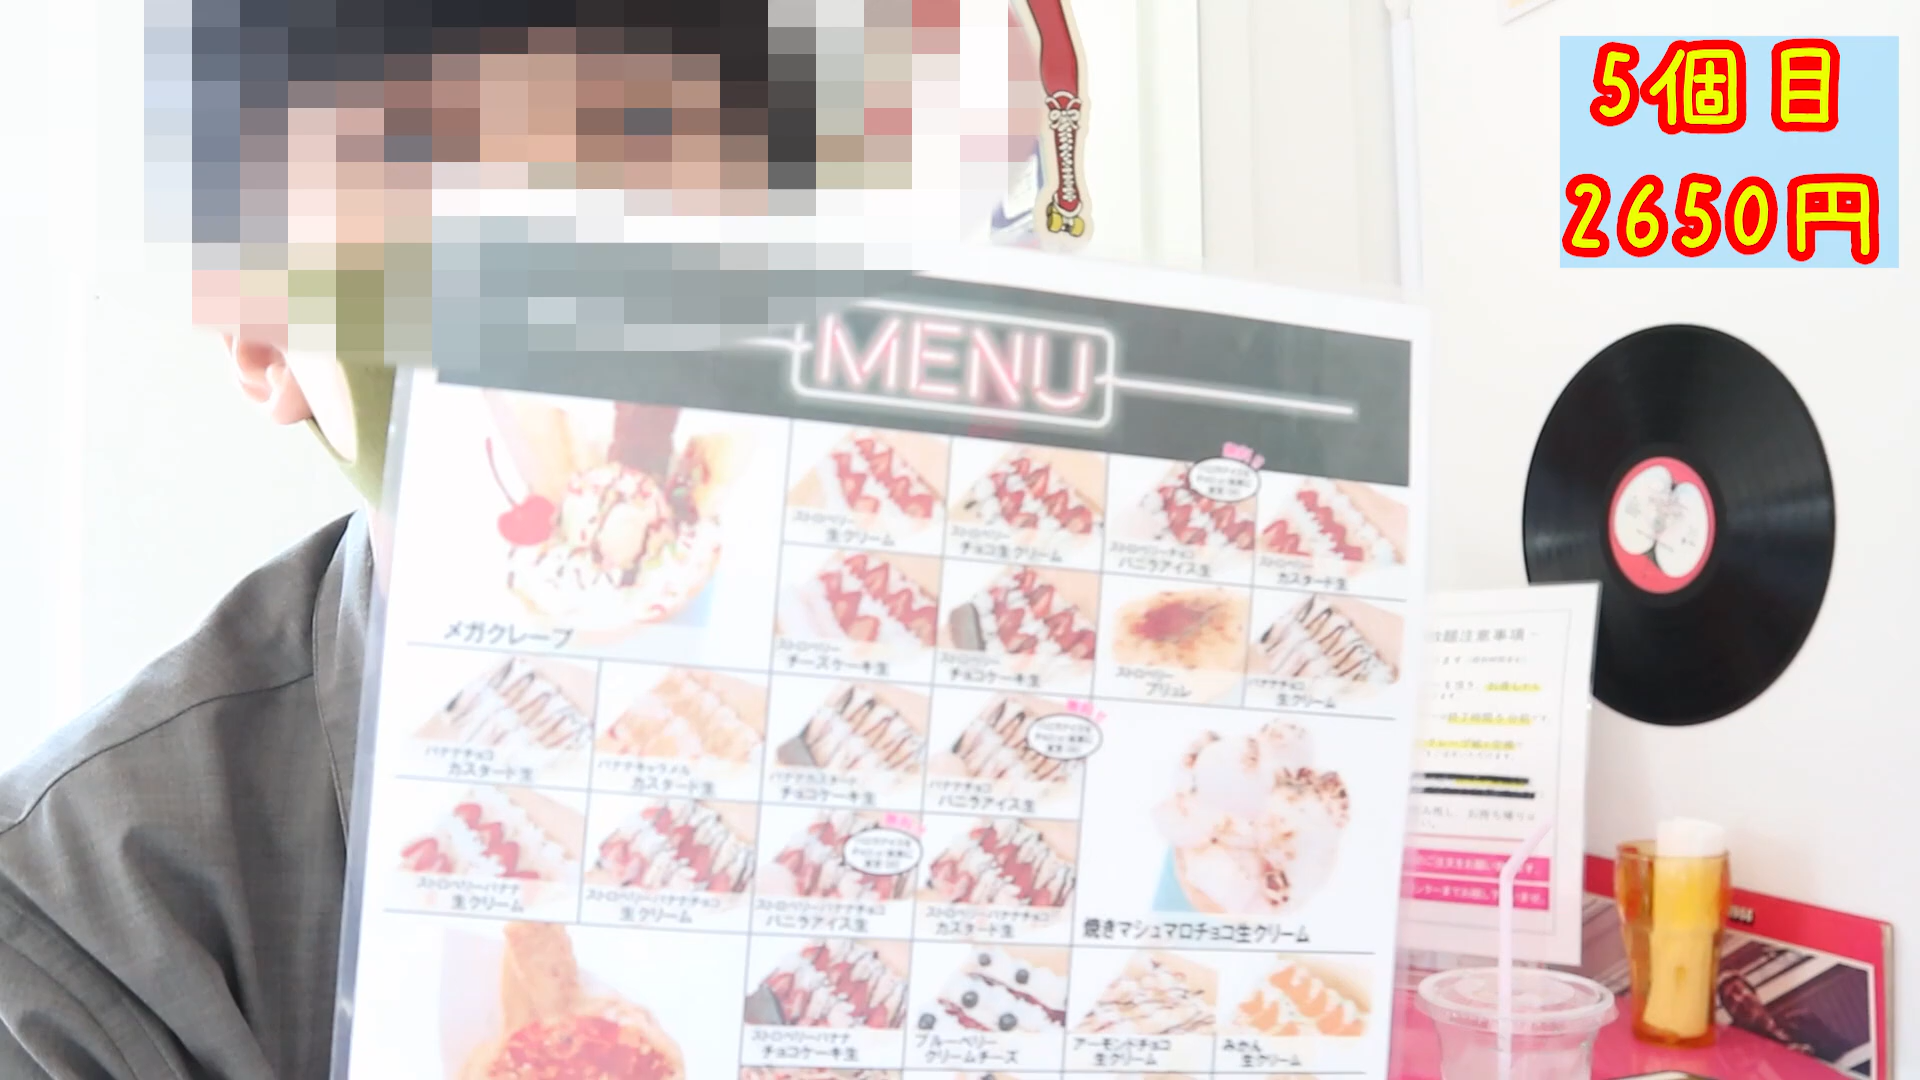 5個目
2650円
MENU
メガクレープ
ストロベリー
生クリーム
ストロベリー
チョコ生クリーム
ストロベリーチョコ
バニラアイス生
ストロベリー
カスタード生
ストロベリー
チーズケーキ生
ストロベリー
チョコケーキ生
ストロベリー
ブリュレ
バナナチョコ
生クリーム
バナナチョコ
カスタード生
バナナキャラメル
カスタード生
バナナカスタード
チョコケーキ生
バナナチョコ
バニラアイス生
ストロベリーバナナ
生クリーム
ストロベリーバナナチョコ
生クリーム
ストロベリーバナナチョコ
バニラアイス生
ストロベリーバナナチョコ
カスタード生
焼きマシュマロチョコ生クリーム
ストロベリーバナナ
チョコケーキ生
ブルーベリー
クリームチーズ
アーモンドチョコ
生クリーム
みかん
生クリーム
注意事項